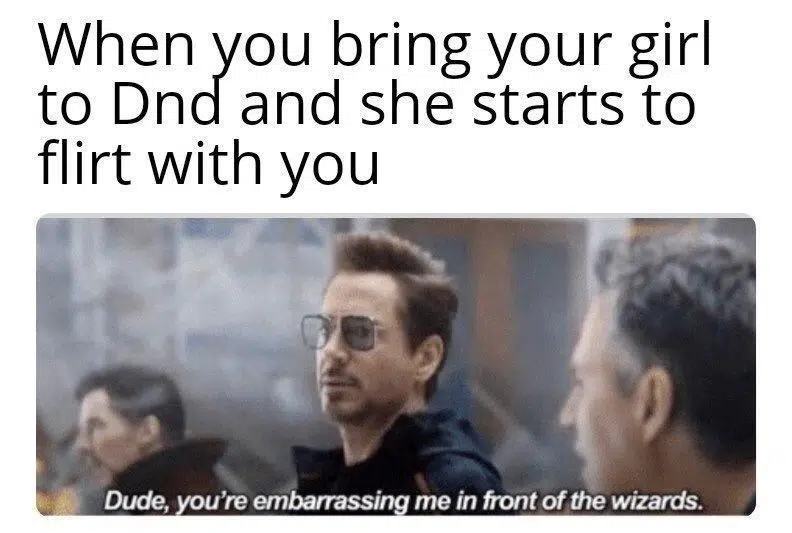 When you bring your girl
to Dnd and she starts to
flirt with you
Dude, you're embarrassing me in front of the wizards.